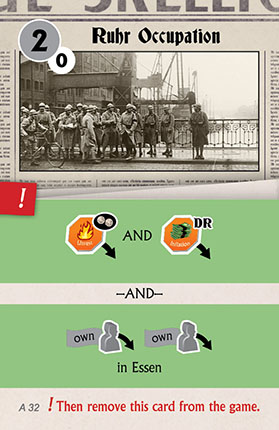 2
0
Ruhr Occupation
!
Unrest
AND
DR
Inflation
–AND–
own
own
in Essen
A 32 ! Then remove this card from the game.